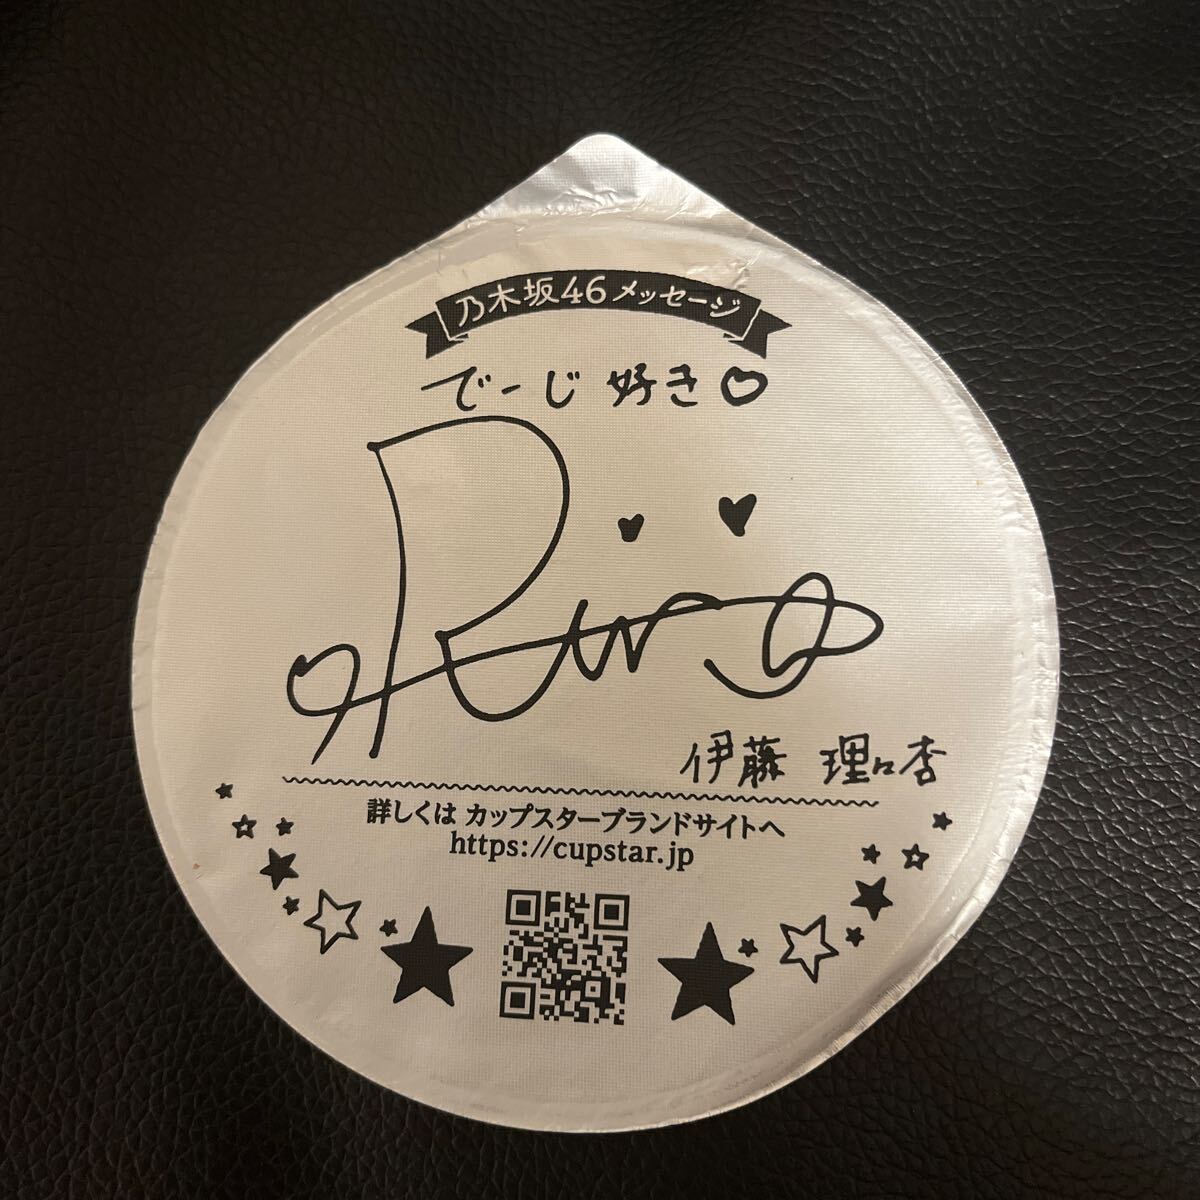 乃木坂46メッセージ
でーじ 好き♡
Riria
伊藤 理々杏
詳しくは カップスターブランドサイトへ
https://cupstar.jp